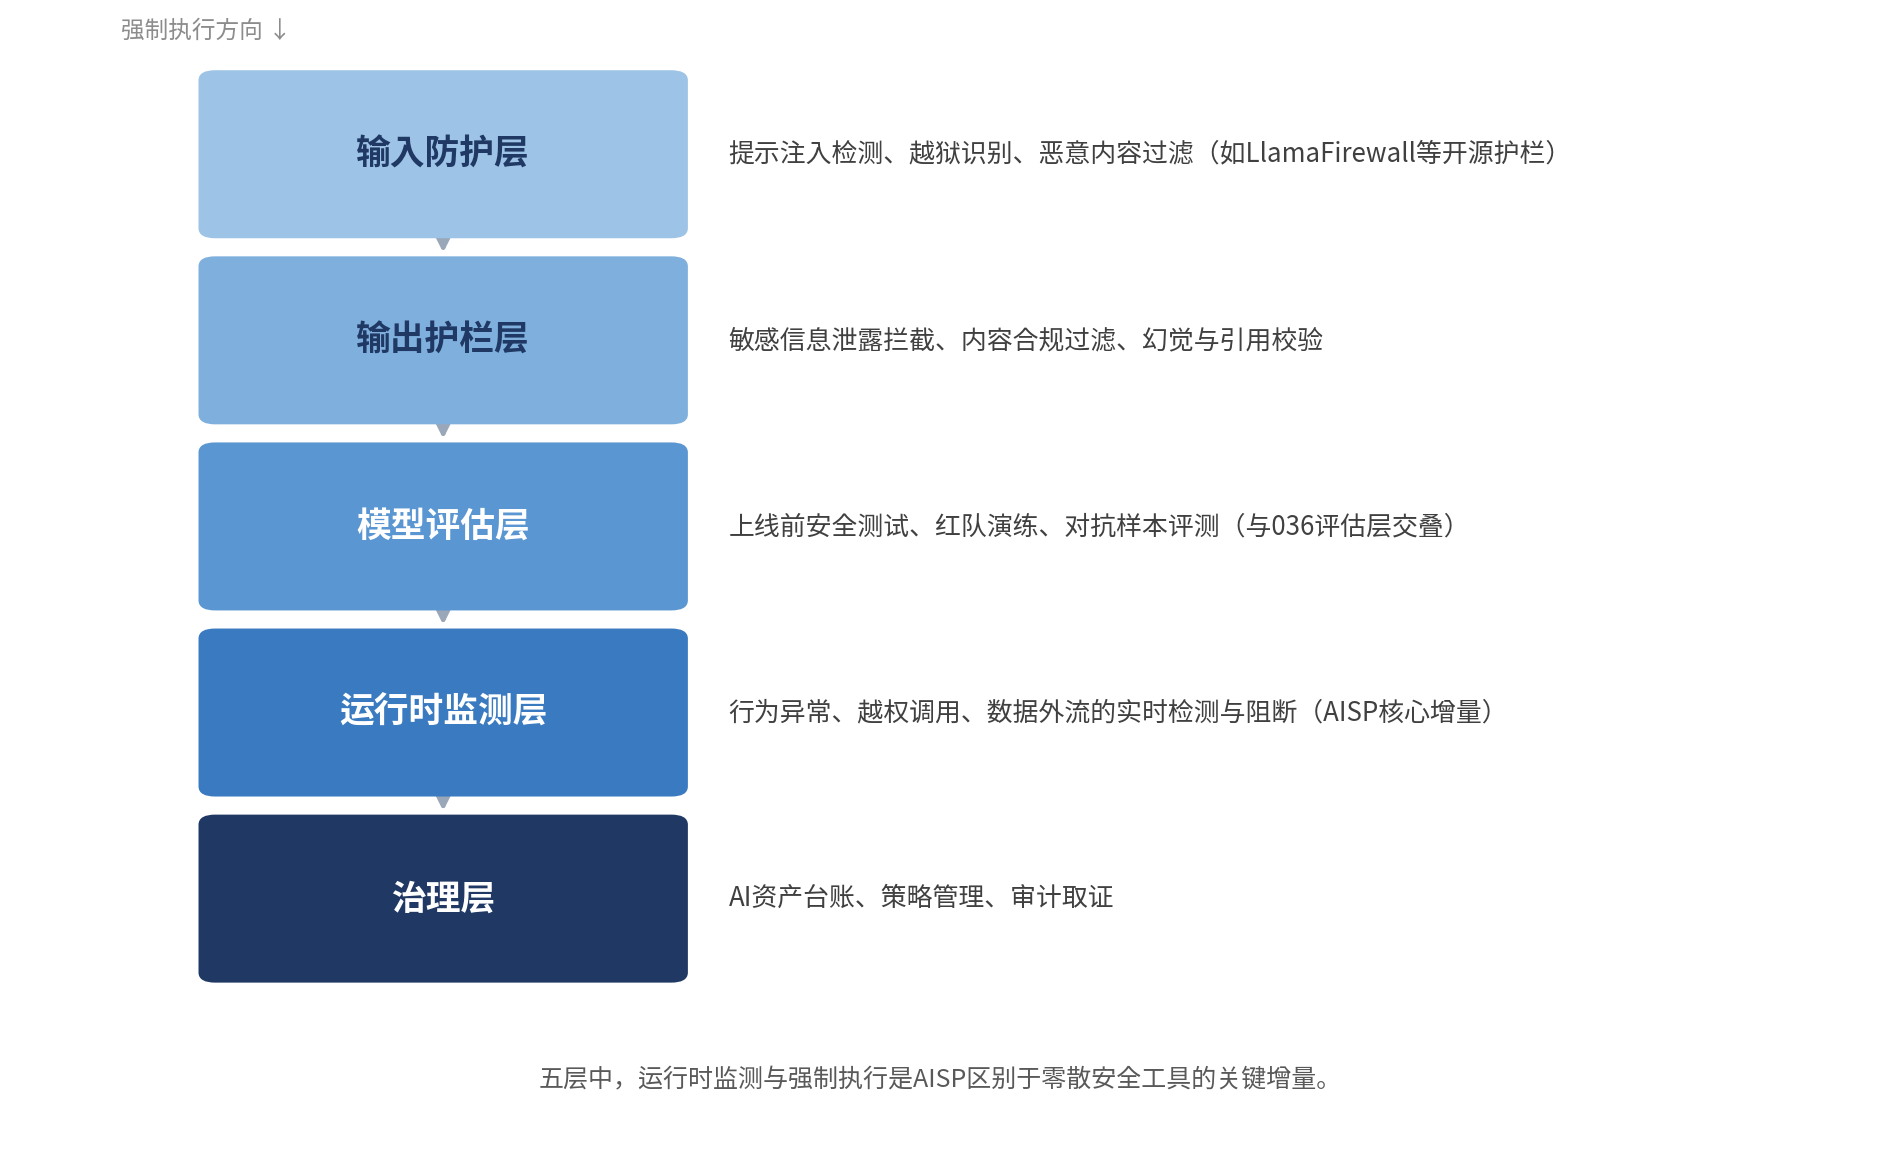 强制执行方向 ↓
输入防护层
提示注入检测、越狱识别、恶意内容过滤（如LlamaFirewall等开源护栏）
输出护栏层
敏感信息泄露拦截、内容合规过滤、幻觉与引用校验
模型评估层
上线前安全测试、红队演练、对抗样本评测（与036评估层交叠）
运行时监测层
行为异常、越权调用、数据外流的实时检测与阻断（AISP核心增量）
治理层
AI资产台账、策略管理、审计取证
五层中，运行时监测与强制执行是AISP区别于零散安全工具的关键增量。